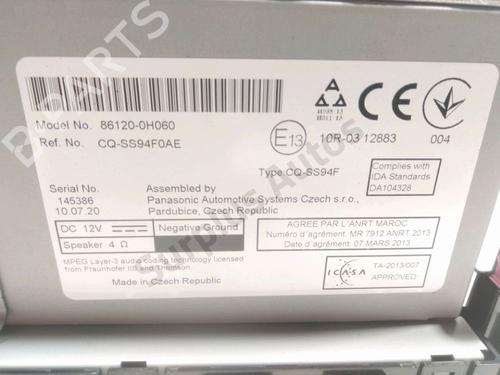 Model No. 86120-0H060
Ref. No. CQ-SS94F0AE
E13
10R-03 12883
004
Type:CQ-SS94F
Complies with
IDA Standards
DA104328
Serial No.
145386
10.07.20
Assembled by
Panasonic Automotive Systems Czech s.r.o.,
Pardubice, Czech Republic
DC 12V
Negative Ground
Speaker 4 Ω
MPEG Layer-3 audio coding technology licensed
from Fraunhofer IIS and Thomson.
Made in Czech Republic
AGREE PAR L'ANRT MAROC
Numéro d'agrément: MR 7912 ANRT 2013
Date d'agrément: 07 MARS 2013
ICASA
TA-2013/007
APPROVED
B-PARTS
Surplus Autos